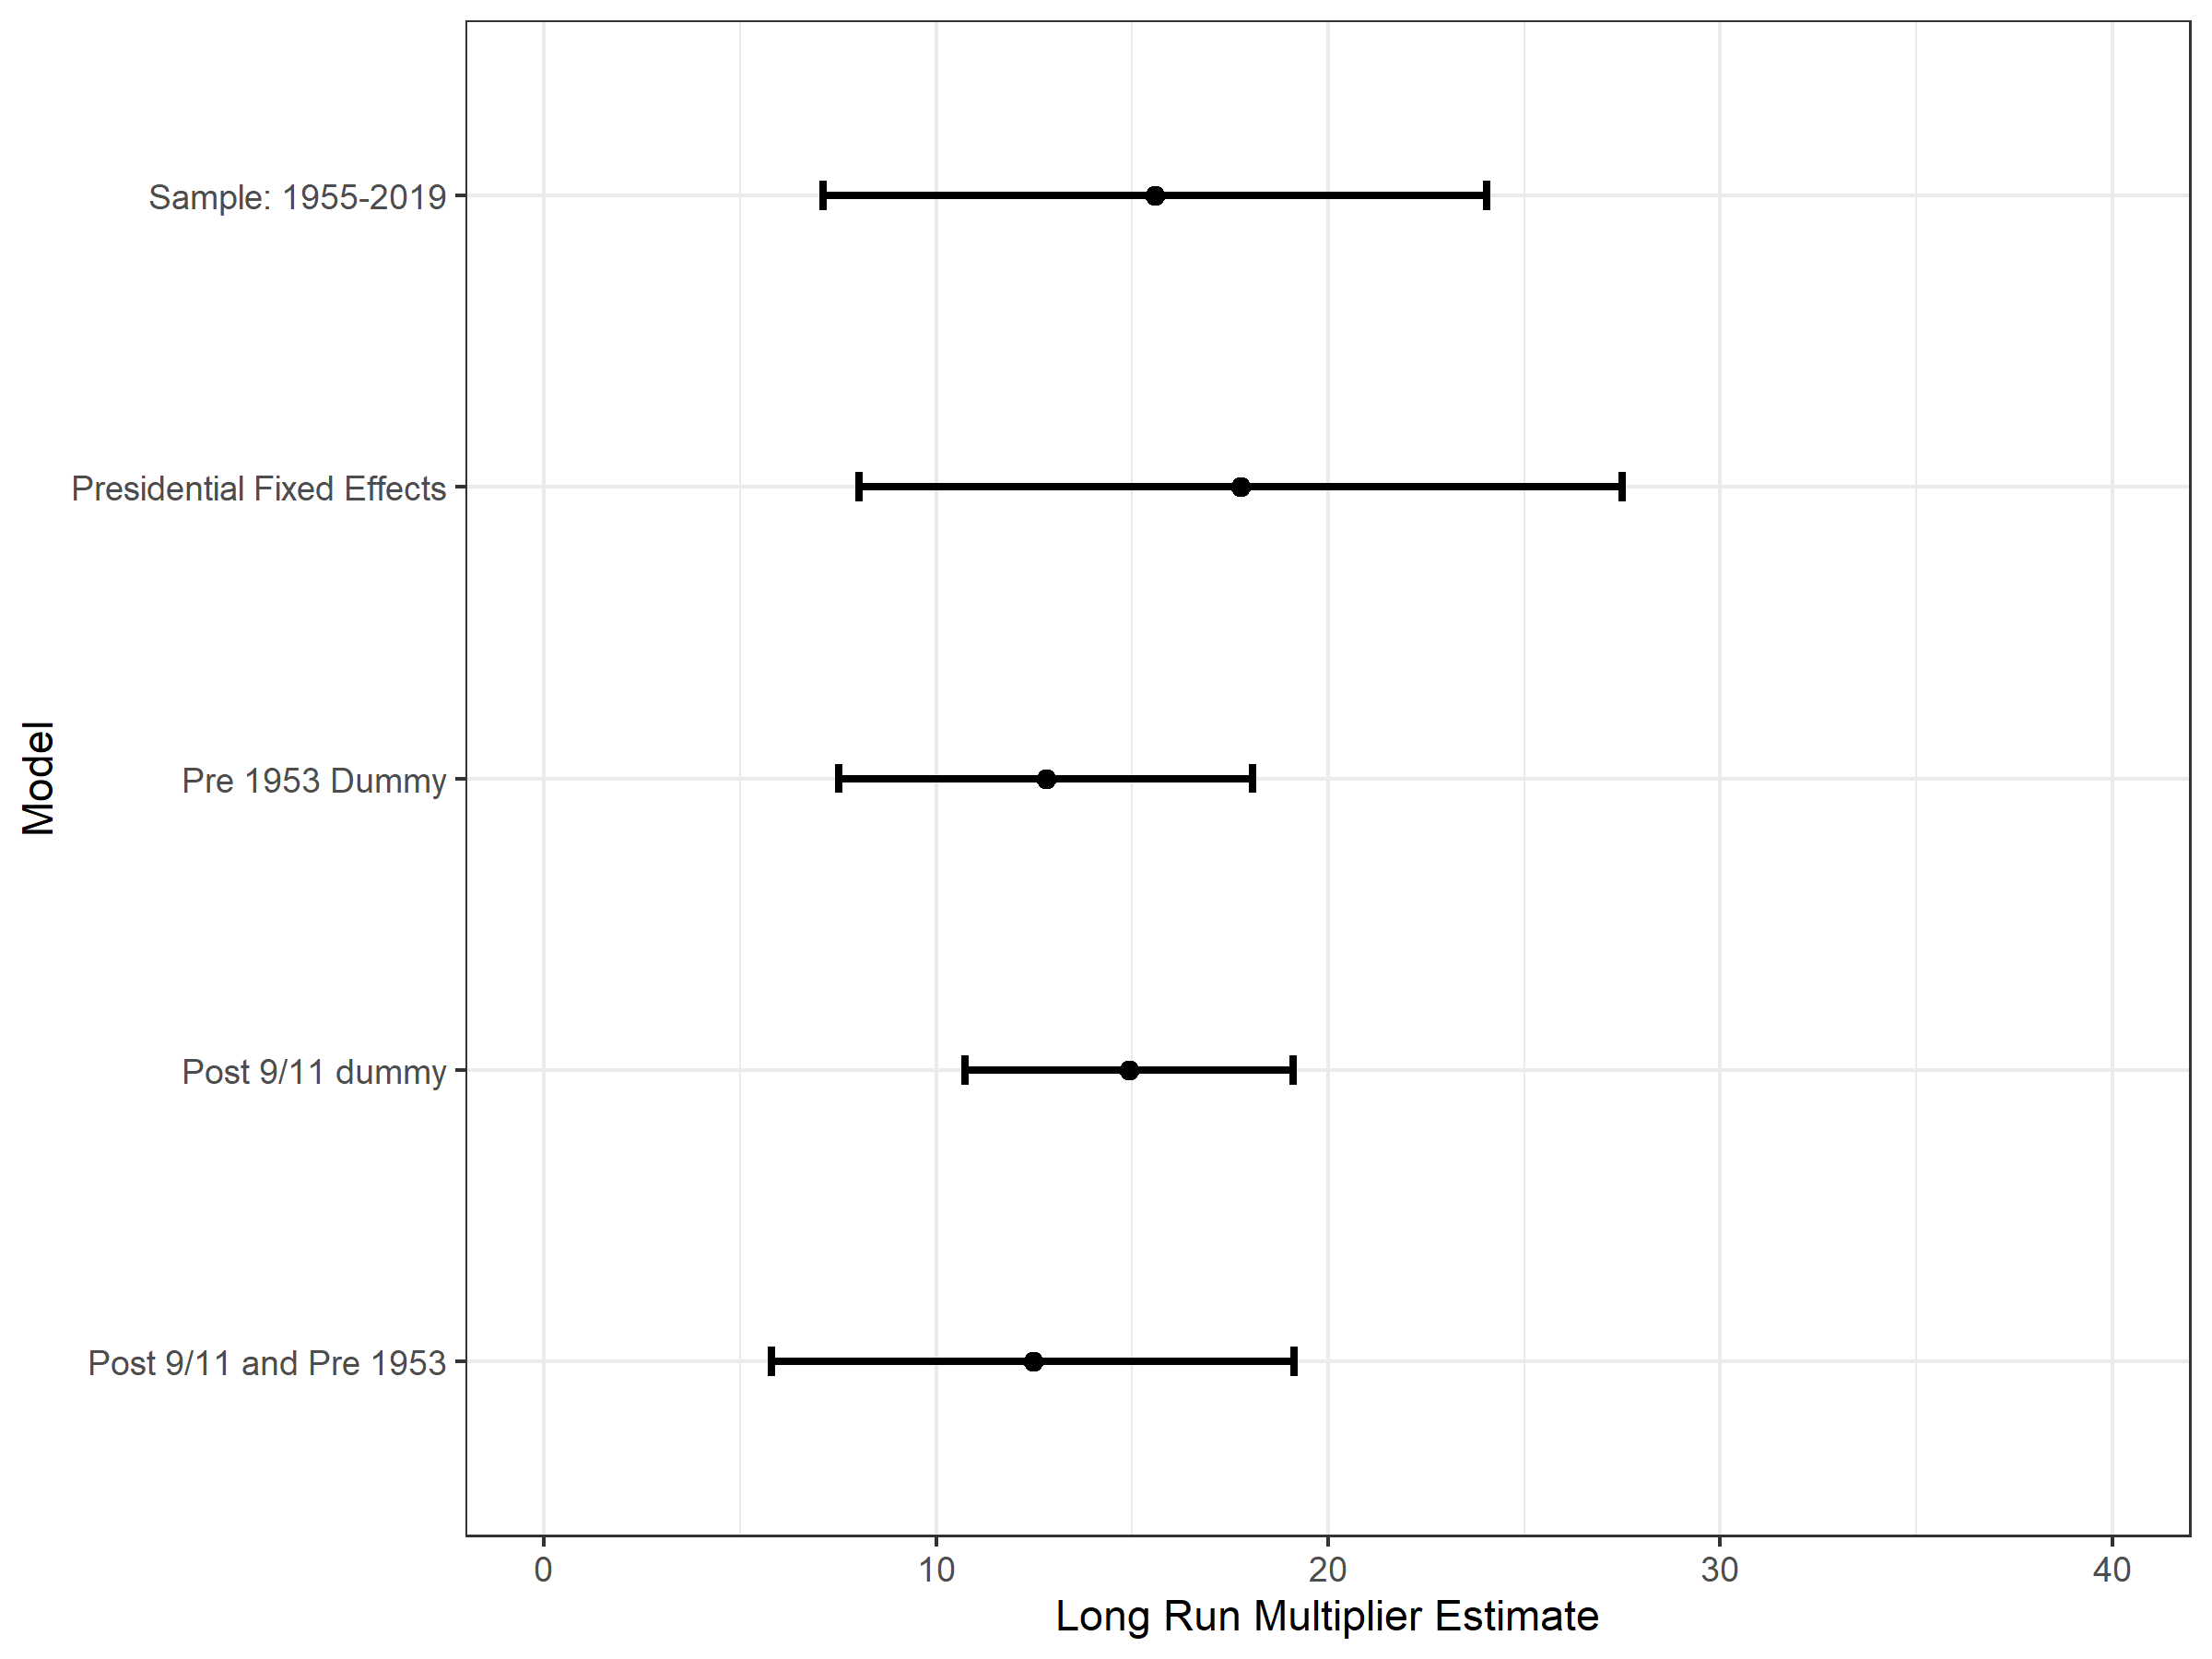 Sample: 1955-2019
Presidential Fixed Effects
Pre 1953 Dummy
Post 9/11 dummy
Post 9/11 and Pre 1953
Model
0 10 20 30 40
Long Run Multiplier Estimate